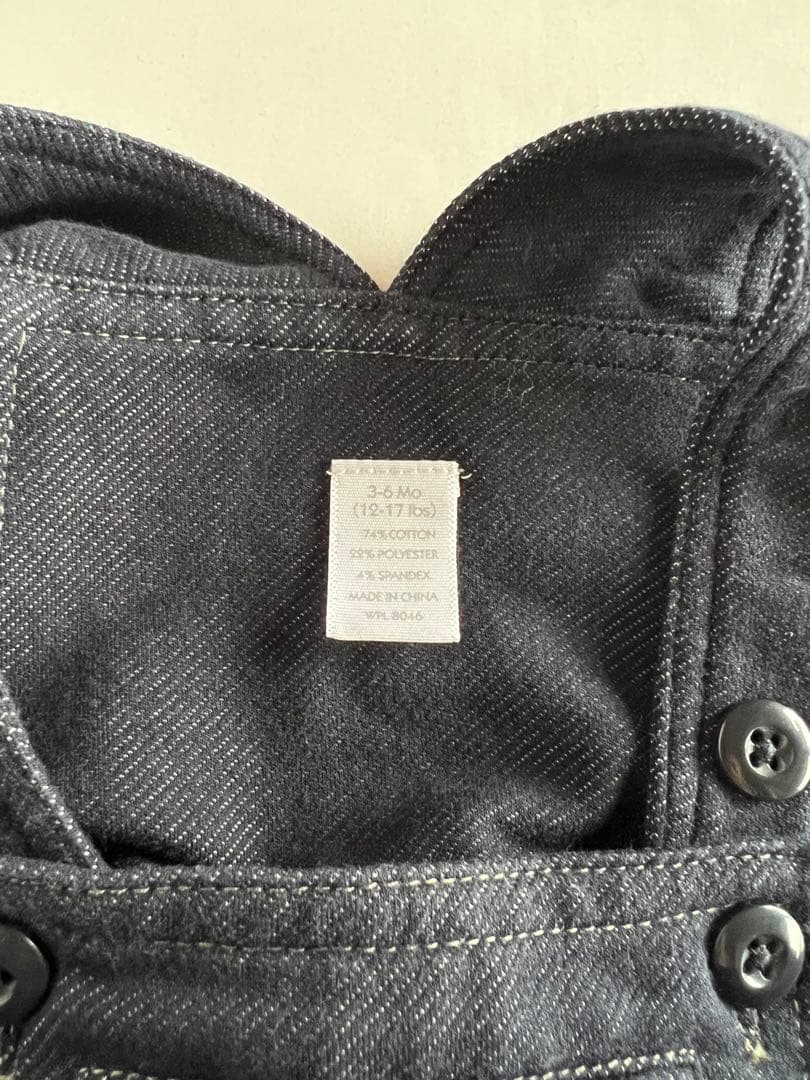 3-6 Mo
(12-17 lbs)
74% COTTON
22% POLYESTER
4% SPANDEX
MADE IN CHINA
WPL 8046